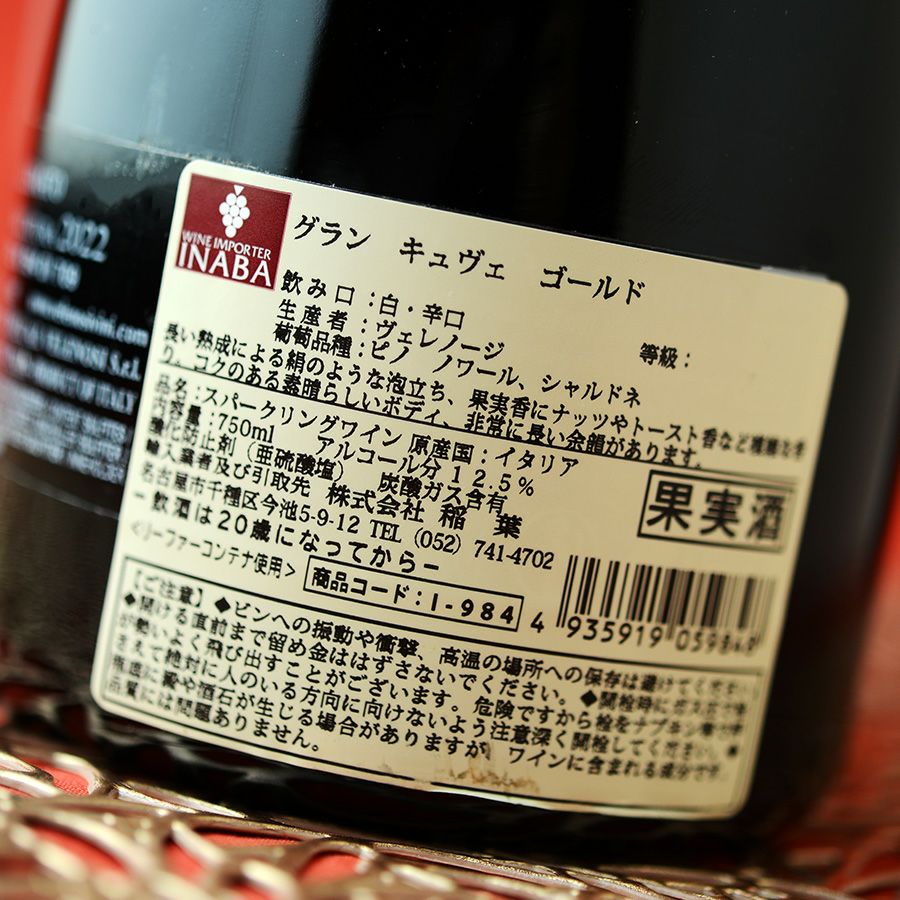 2022
PRODUCT OF ITALY
WINE IMPORTER
INABA
グラン キュヴェ ゴールド
飲み口：白・辛口
生産者：ヴェレノージ
等級：
葡萄品種：ピノ ノワール、シャルドネ
長い熟成による絹のような泡立ち、果実香にナッツやトースト香など複雑な香
り、コクのある素晴らしいボディ、非常に長い余韻があります。
品名：スパークリングワイン 原産国：イタリア
内容量：750ml アルコール分 12.5%
酸化防止剤（亜硫酸塩） 炭酸ガス含有
輸入業者及び引取先 株式会社 稲 葉
名古屋市千種区今池5-9-12 TEL (052) 741-4702
果実酒
－飲酒は20歳になってから－
<リーファーコンテナ使用>
商品コード：I-984
4 935919 059840
【ご注意】◆ビンへの振動や衝撃、高温の場所への保存は避けてください。
◆開ける直前まで留め金ははずさないでください。◆開栓時に
が勢いよく飛び出すことがございます。危険ですから栓をナプキン等で
さえて絶対に人のいる方向に向けないよう注意深く開栓してください。
瓶底に澱や酒石が生じる場合がありますが、ワインに含まれる成分です。
品質には問題ありません。